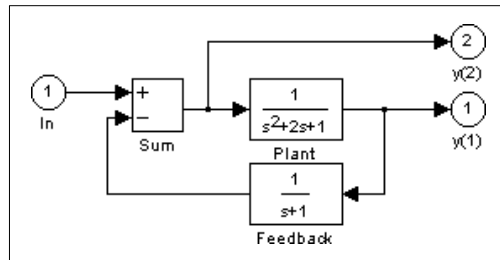 2
y(2)
1
In
+
−
Sum
1
s²+2s+1
Plant
1
y(1)
1
s+1
Feedback